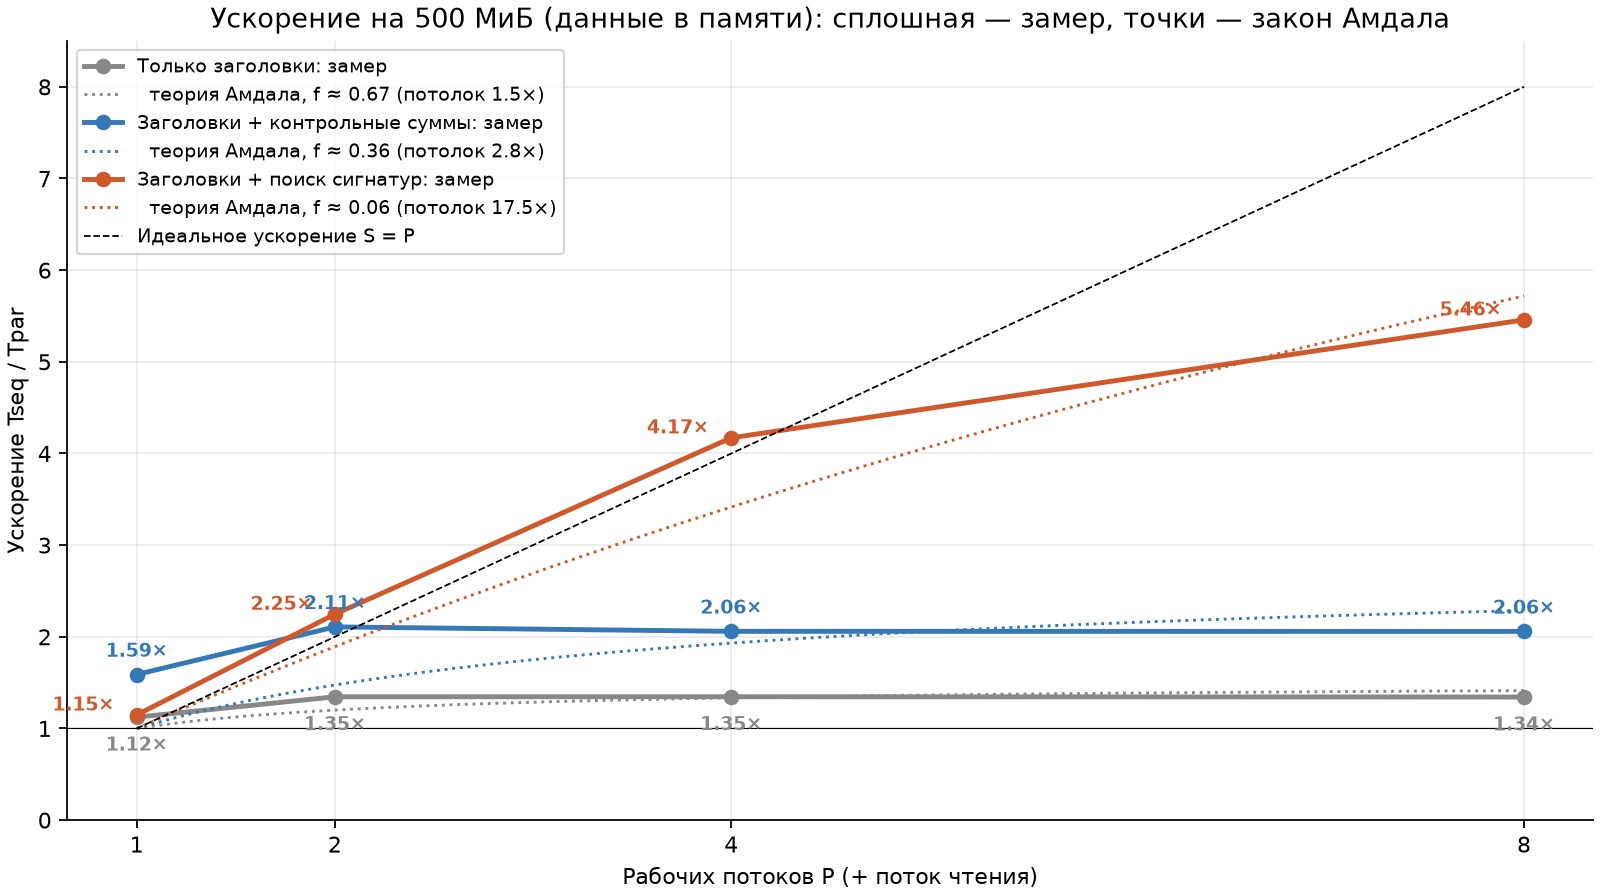 Ускорение на 500 МиБ (данные в памяти): сплошная — замер, точки — закон Амдала
Только заголовки: замер
теория Амдала, f ≈ 0.67 (потолок 1.5×)
Заголовки + контрольные суммы: замер
теория Амдала, f ≈ 0.36 (потолок 2.8×)
Заголовки + поиск сигнатур: замер
теория Амдала, f ≈ 0.06 (потолок 17.5×)
Идеальное ускорение S = P
Ускорение Tseq / Tpar
8
7
6
5
4
3
2
1
0
5.46×
4.17×
2.25×
2.11×
2.06×
2.06×
1.59×
1.15×
1.12×
1.35×
1.35×
1.34×
1
2
4
8
Рабочих потоков P (+ поток чтения)